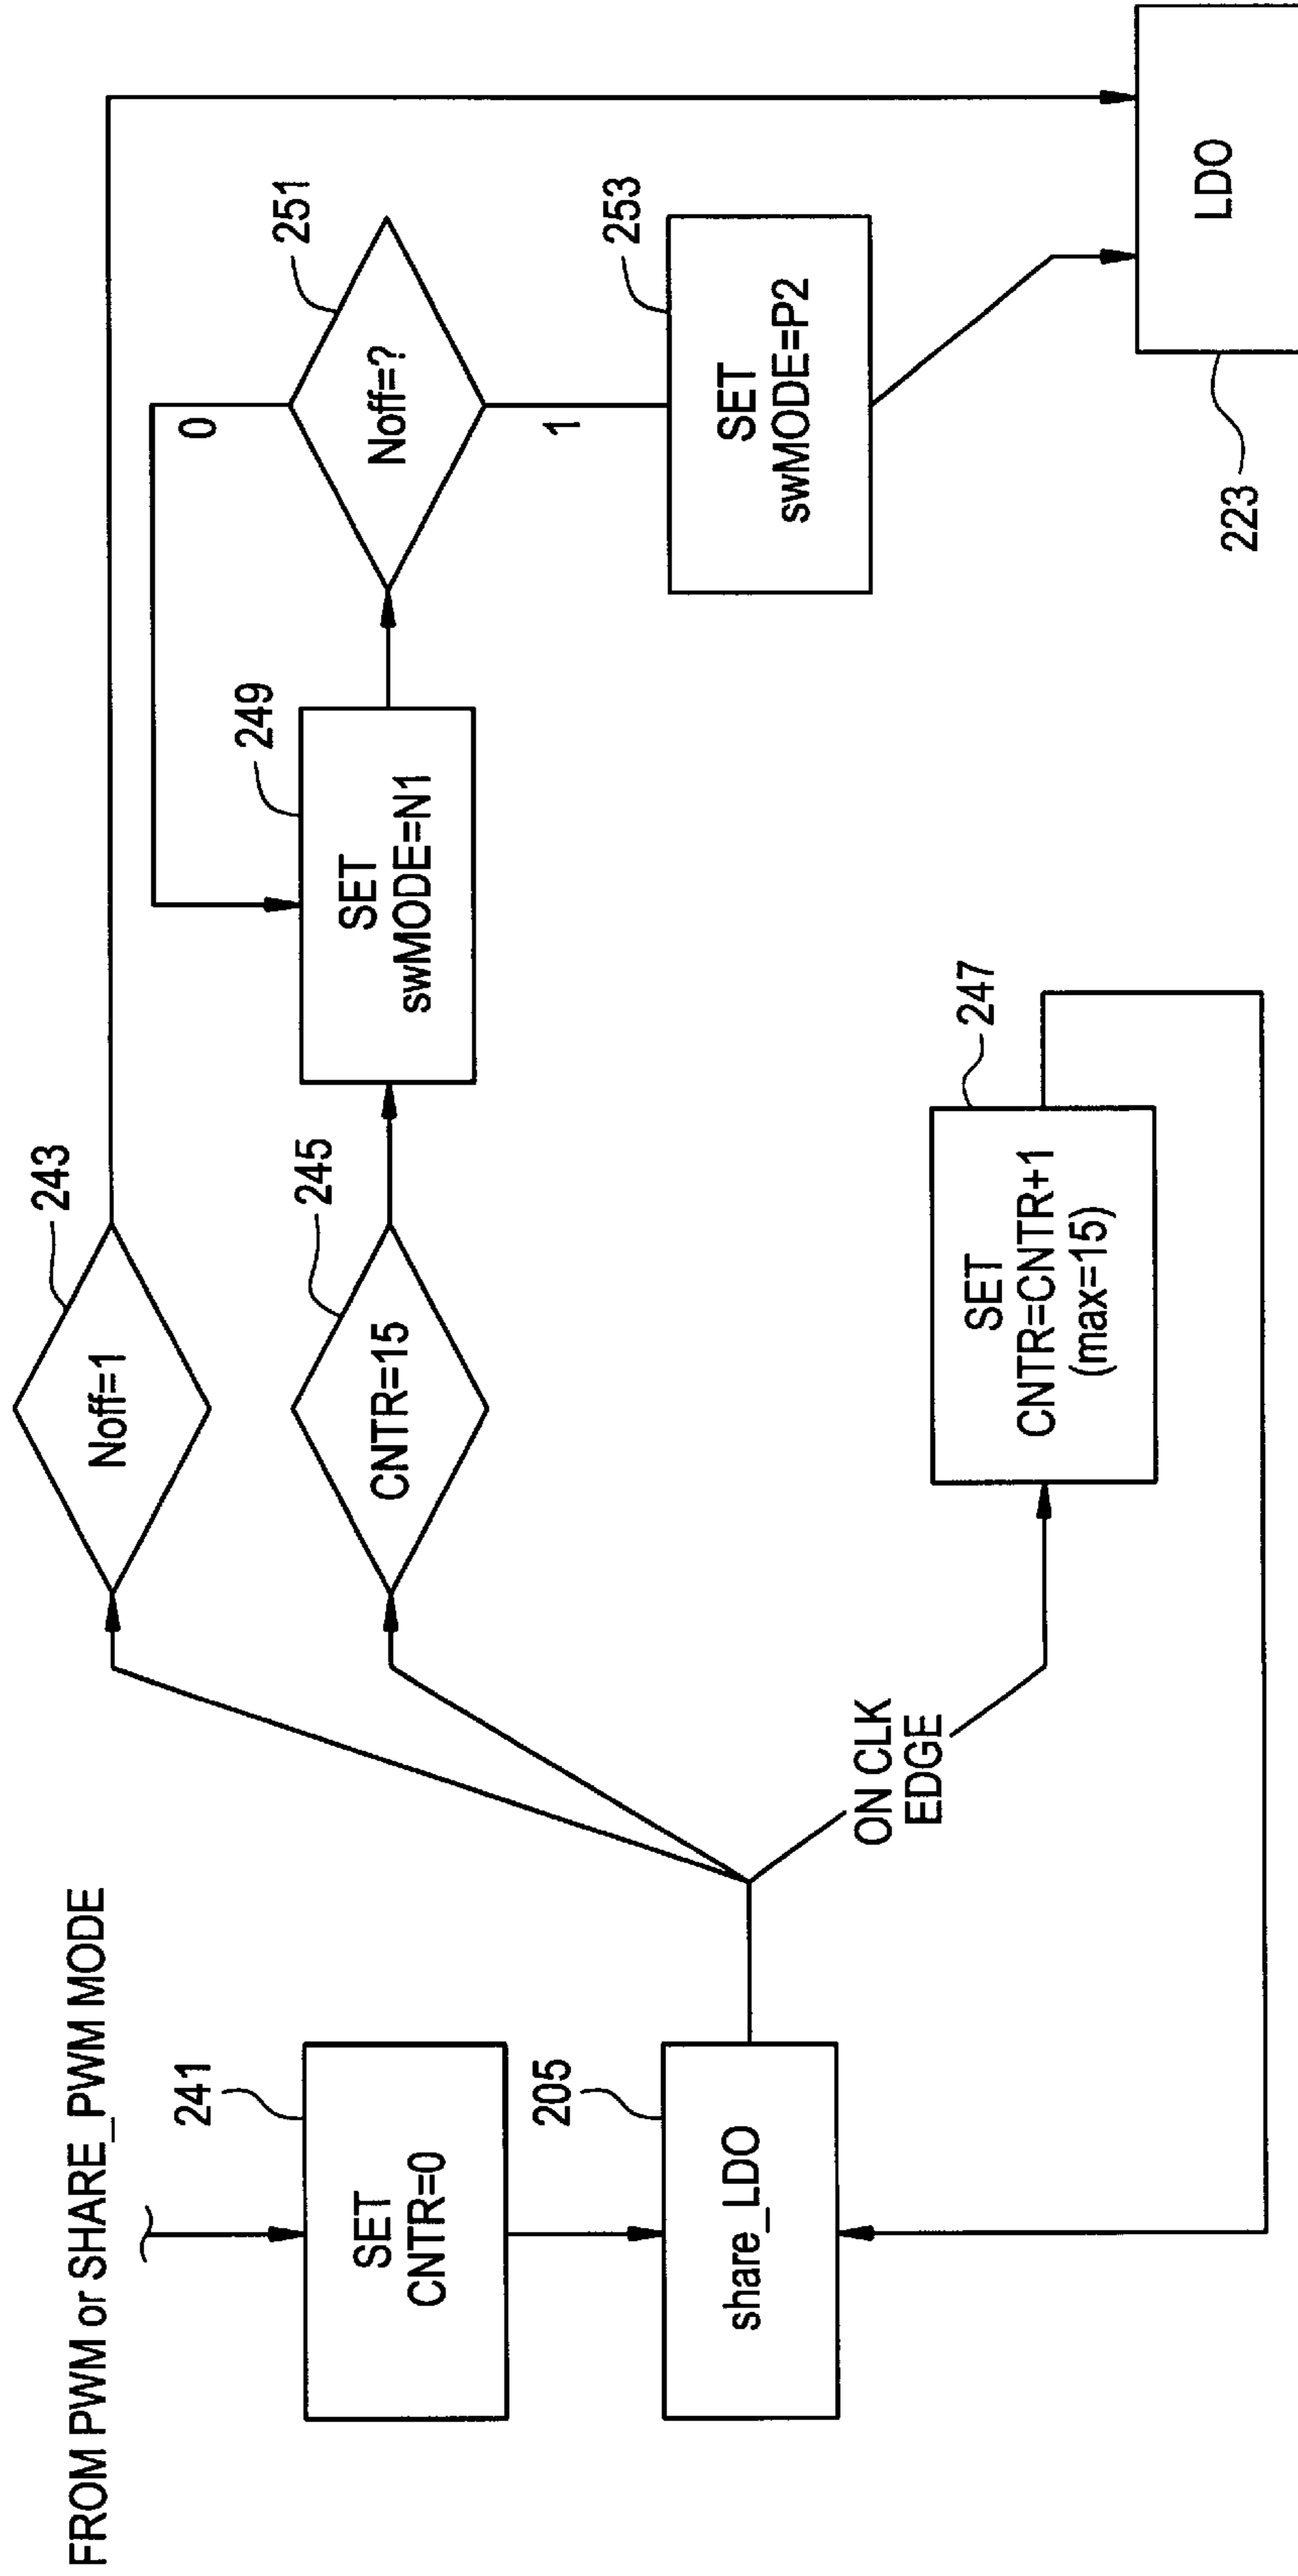 FROM PWM or SHARE_PWM MODE
241
SET
CNTR=0
205
share_LDO
ON CLK
EDGE
243
Noff=1
245
CNTR=15
247
SET
CNTR=CNTR+1
(max=15)
249
SET
swMODE=N1
251
Noff=?
0
1
253
SET
swMODE=P2
LDO
223